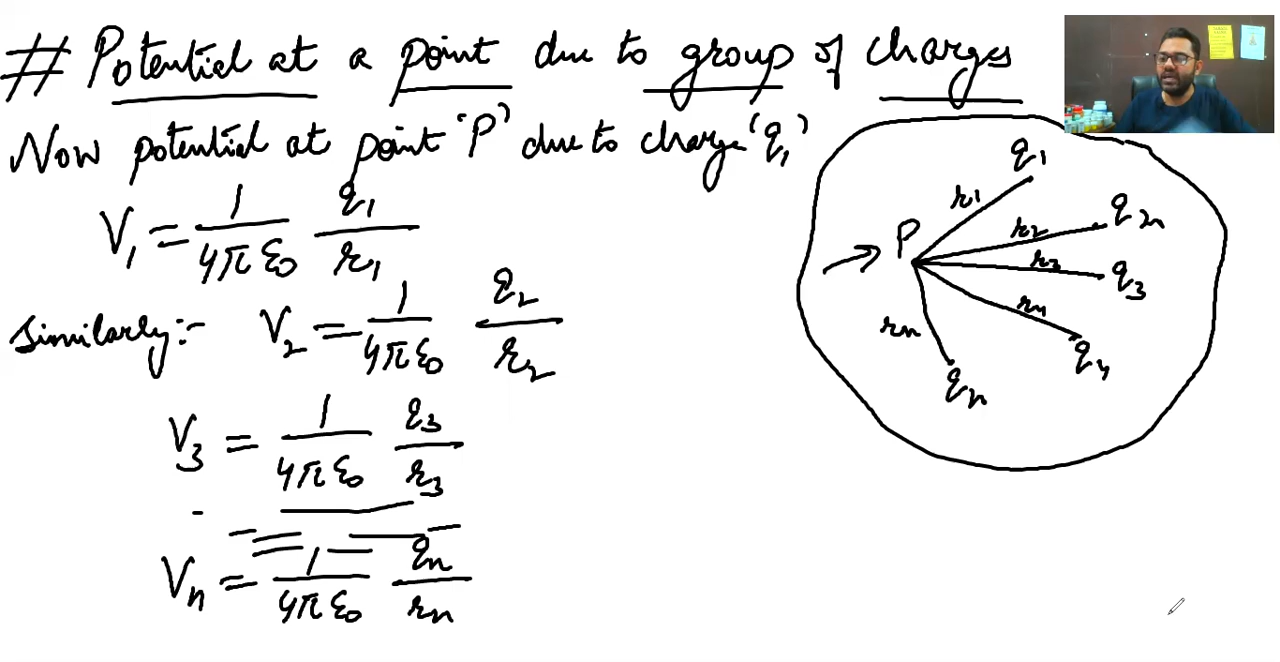 # Potential at a point due to group of charges
Now potential at point 'P' due to charge 'q₁'
V₁ = 1/4πε₀ q₁/r₁
Similarly:- V₂ = 1/4πε₀ q₂/r₂
V₃ = 1/4πε₀ q₃/r₃
Vn = 1/4πε₀ qn/rn
q₁
r₁
P
r₂
q₂
q₃
r₄
rn
q₄
qn